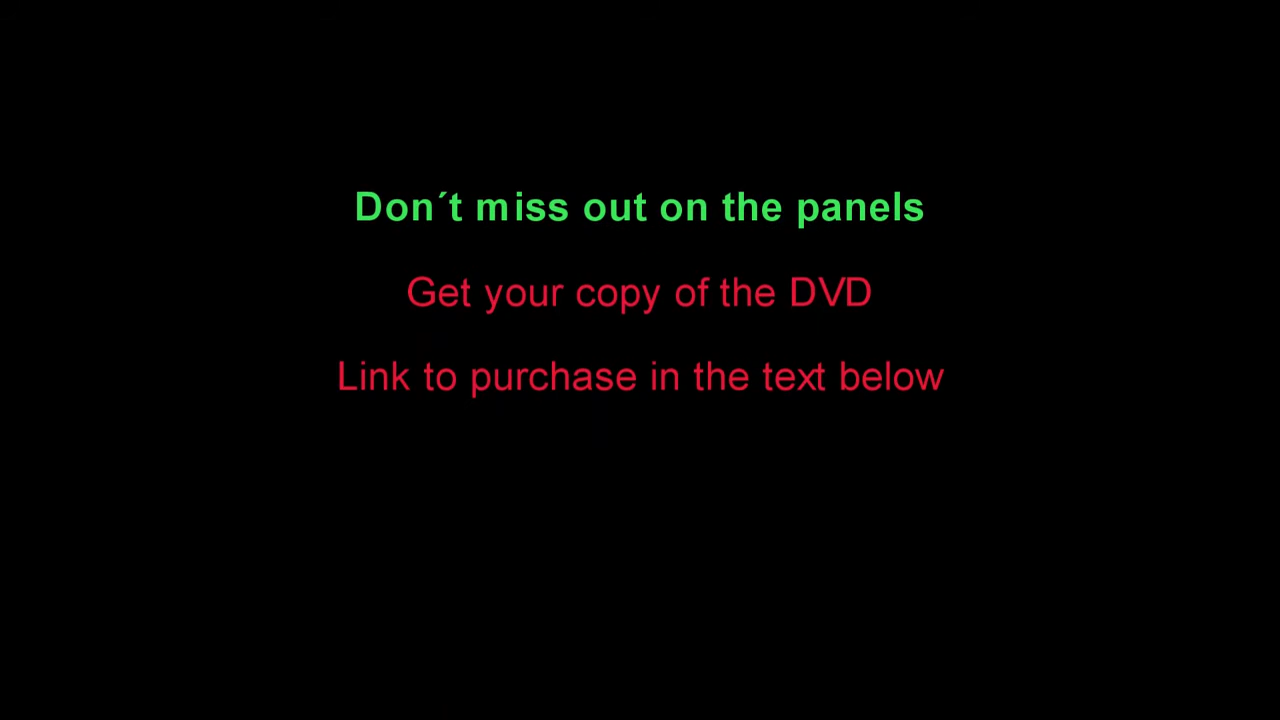 Don´t miss out on the panels
Get your copy of the DVD
Link to purchase in the text below